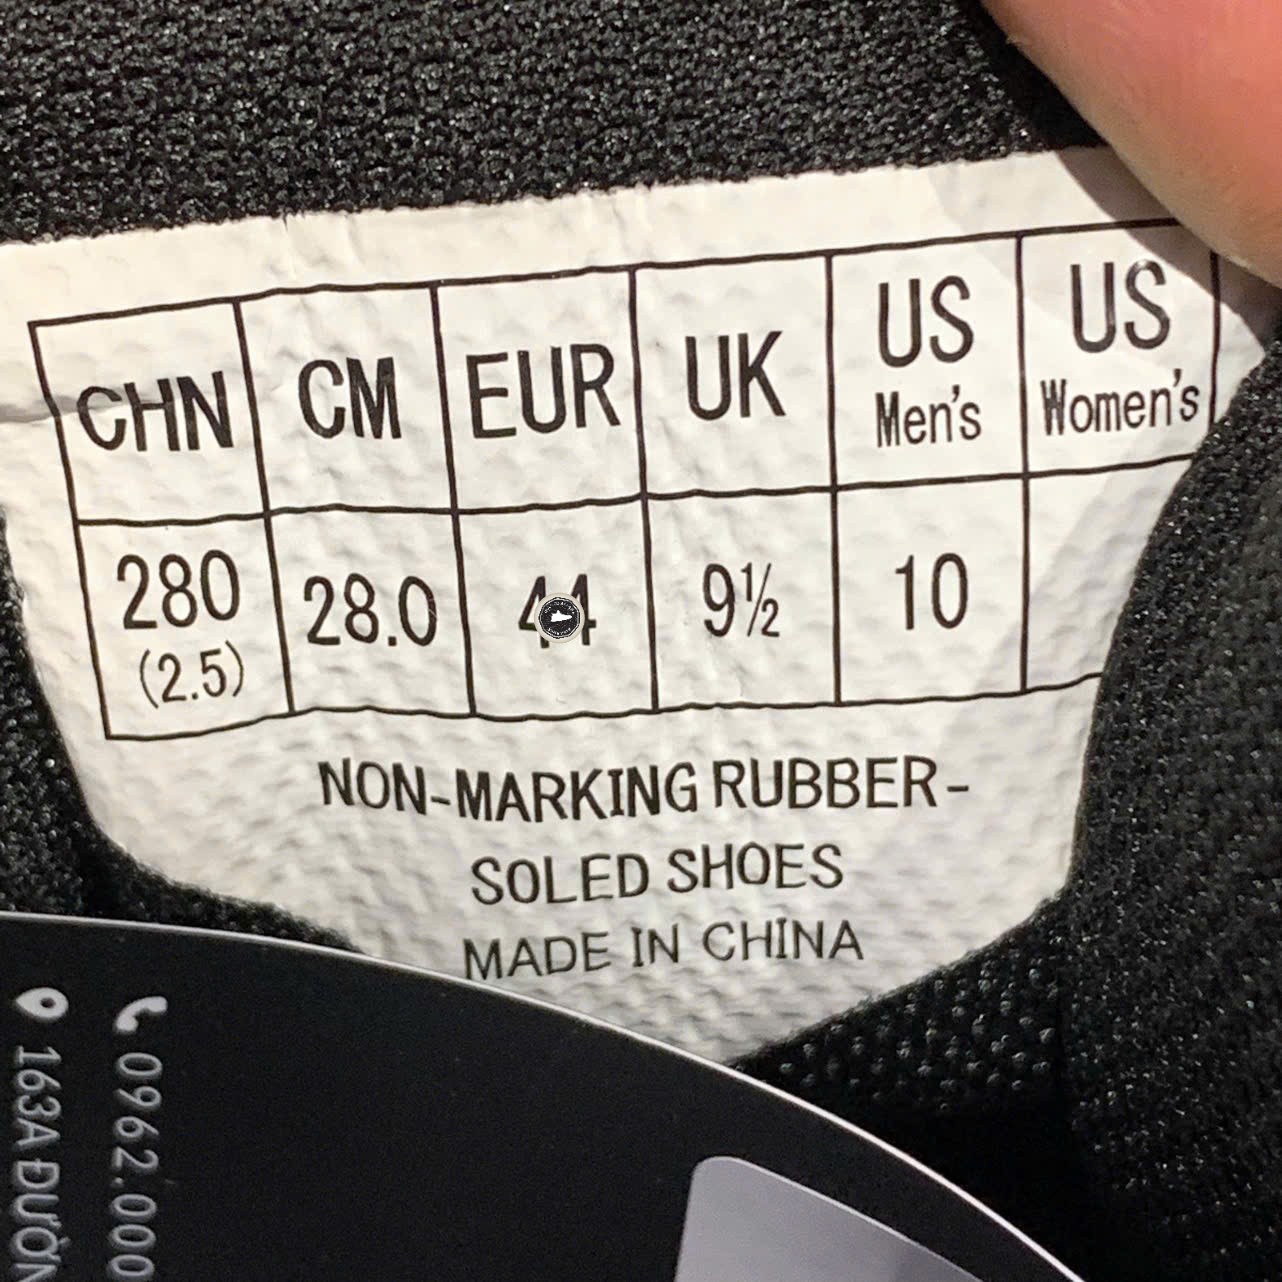 CHN CM EUR UK US Men's US Women's
280 (2.5) 28.0 44 9½ 10
NON-MARKING RUBBER-
SOLED SHOES
MADE IN CHINA
0962.000
163A